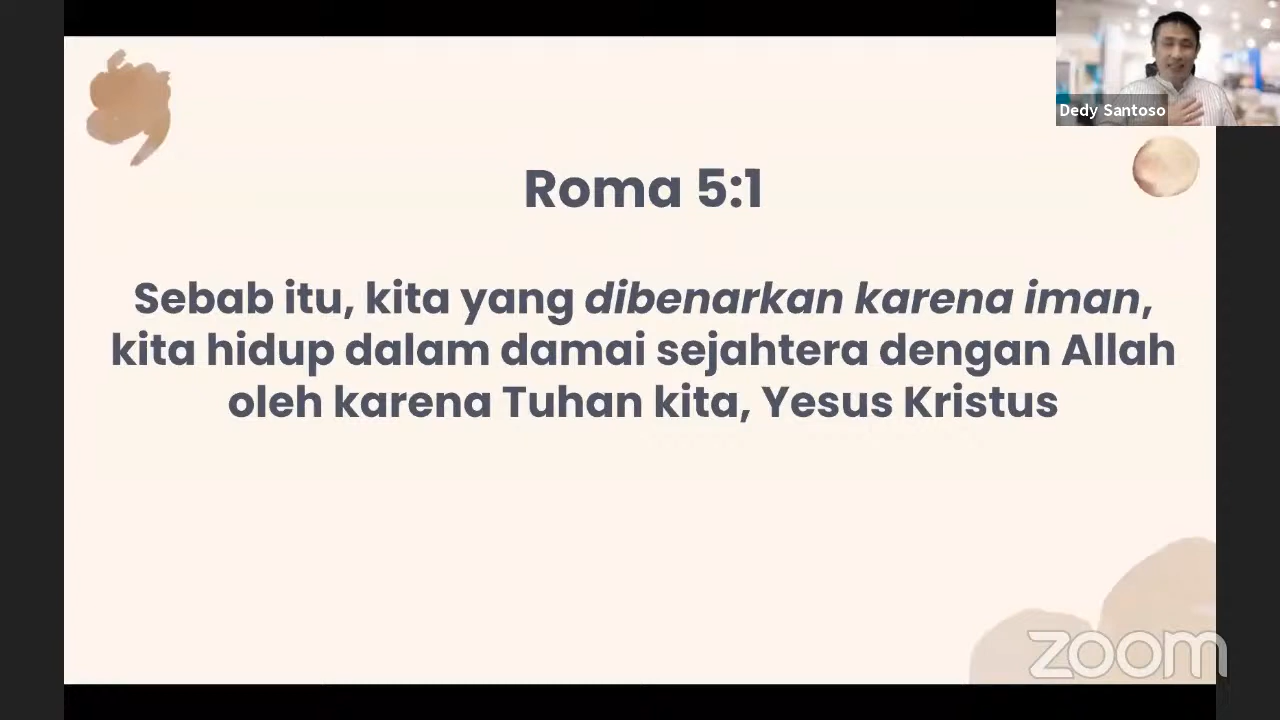 Dedy Santoso
Roma 5:1
Sebab itu, kita yang dibenarkan karena iman,
kita hidup dalam damai sejahtera dengan Allah
oleh karena Tuhan kita, Yesus Kristus
zoom